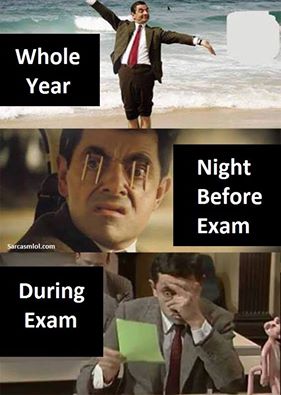 Whole
Year
Night
Before
Exam
Sarcasmlol.com
During
Exam